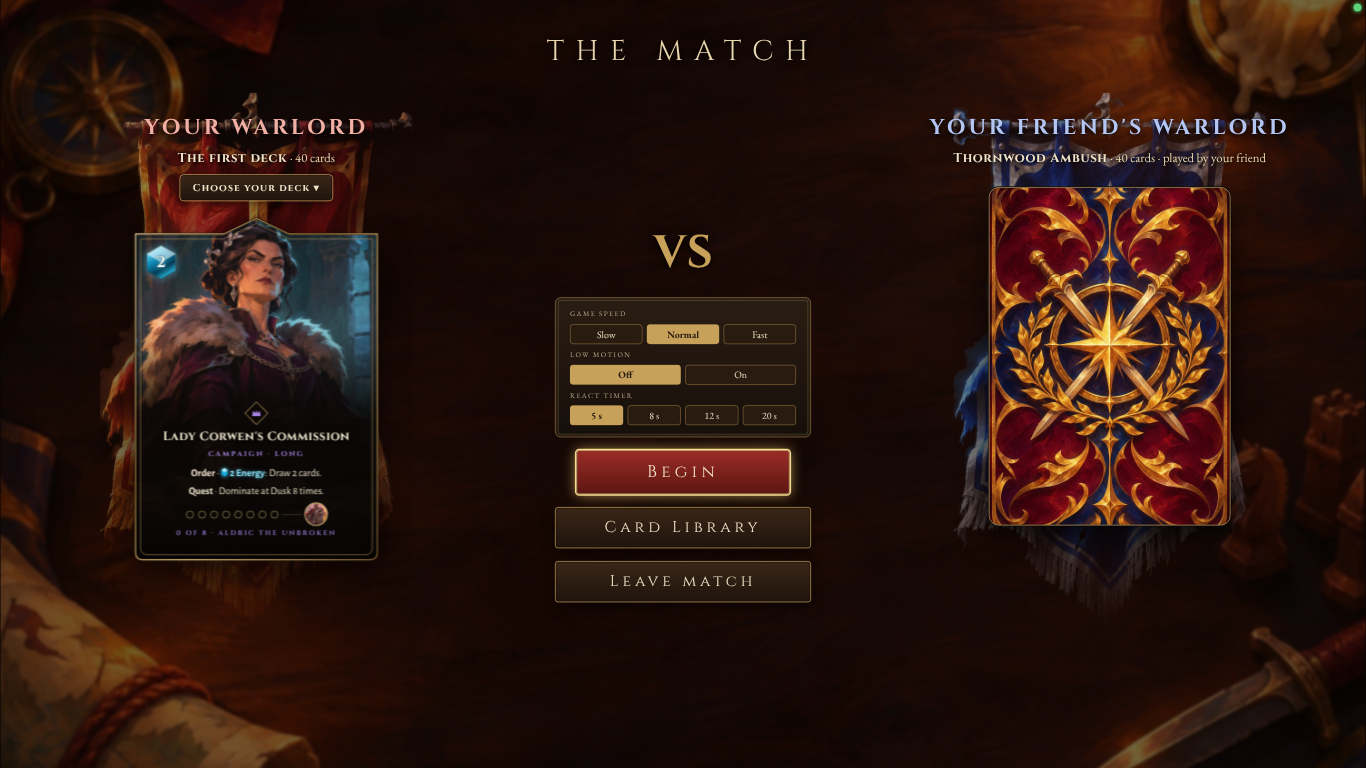 THE MATCH
YOUR WARLORD
THE FIRST DECK · 40 cards
CHOOSE YOUR DECK ▾
2
LADY CORWEN'S COMMISSION
CAMPAIGN · LONG
Order · 2 Energy: Draw 2 cards.
Quest · Dominate at Dusk 8 times.
0 OF 8 · ALDRIC THE UNBROKEN
VS
GAME SPEED
Slow Normal Fast
LOW MOTION
Off On
REACT TIMER
5 s 8 s 12 s 20 s
BEGIN
CARD LIBRARY
LEAVE MATCH
YOUR FRIEND'S WARLORD
THORNWOOD AMBUSH · 40 cards · played by your friend